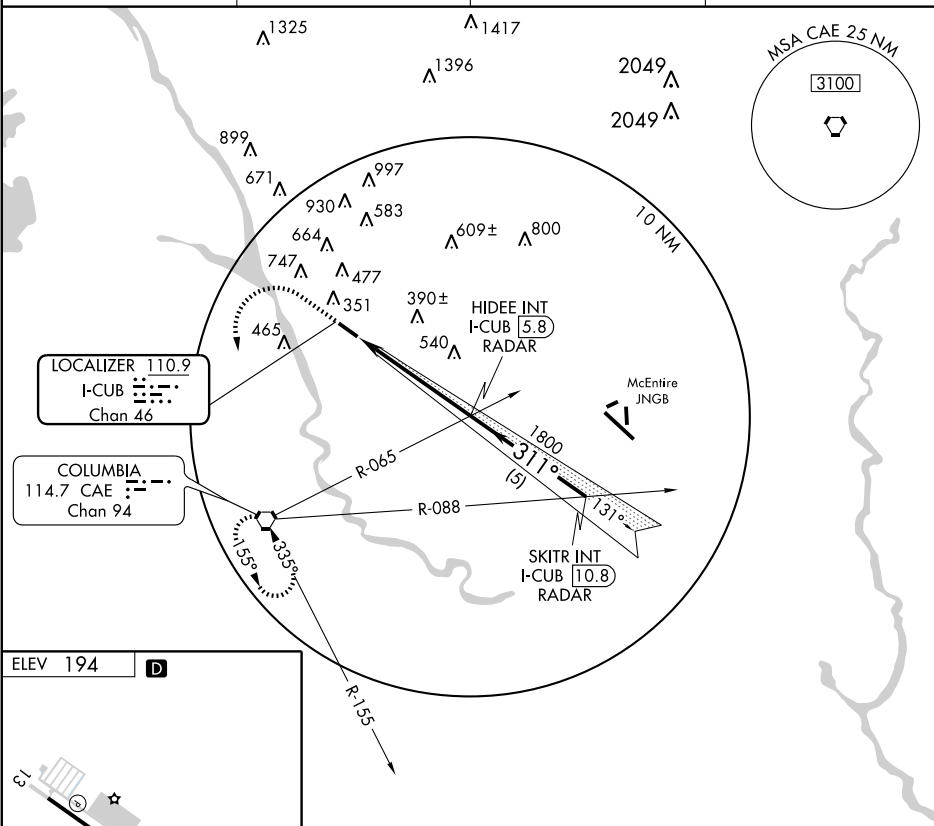 1325
1417
1396
2049
2049
MSA CAE 25 NM
3100
899
671
997
930
583
664
609±
800
10 NM
747
477
351
390±
465
540
HIDEE INT
I-CUB 5.8
RADAR
LOCALIZER 110.9
I-CUB
Chan 46
McEntire
JNGB
1800
311°
(5)
131°
R-065
COLUMBIA
114.7 CAE
Chan 94
R-088
155°
335°
SKITR INT
I-CUB 10.8
RADAR
R-155
ELEV 194 D
13
P